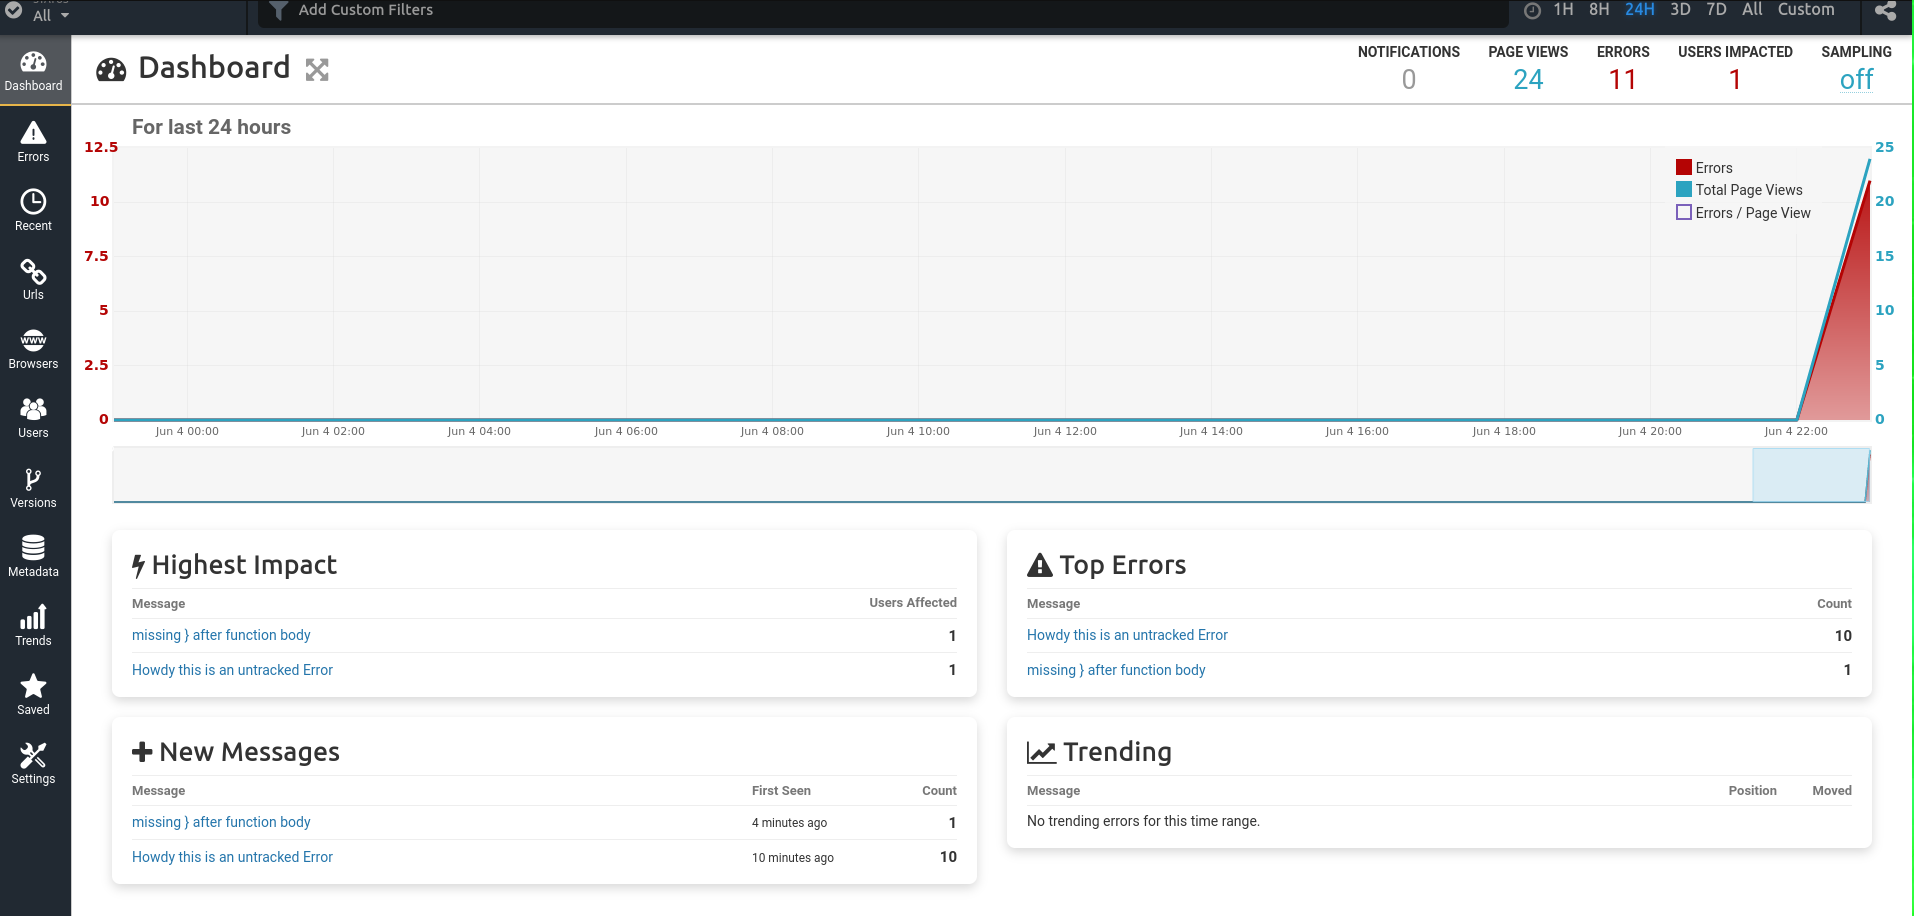 All
Add Custom Filters
1H 8H 24H 3D 7D All Custom
Dashboard
Errors
Recent
WWW
Urls
Browsers
Users
Versions
Metadata
Trends
Saved
Settings
Dashboard
NOTIFICATIONS PAGE VIEWS ERRORS USERS IMPACTED SAMPLING
0 24 11 1 off
For last 24 hours
12.5
10
7.5
5
2.5
0
25
20
15
10
5
0
Errors
Total Page Views
Errors / Page View
Jun 4 00:00 Jun 4 02:00 Jun 4 04:00 Jun 4 06:00 Jun 4 08:00 Jun 4 10:00 Jun 4 12:00 Jun 4 14:00 Jun 4 16:00 Jun 4 18:00 Jun 4 20:00 Jun 4 22:00
Highest Impact
Message Users Affected
missing } after function body 1
Howdy this is an untracked Error 1
Top Errors
Message Count
Howdy this is an untracked Error 10
missing } after function body 1
New Messages
Message First Seen Count
missing } after function body 4 minutes ago 1
Howdy this is an untracked Error 10 minutes ago 10
Trending
Message Position Moved
No trending errors for this time range.